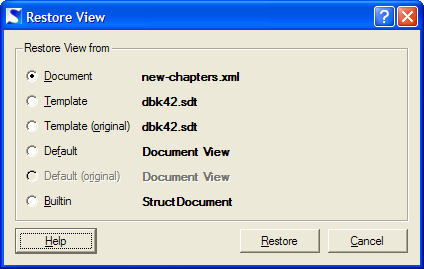 Restore View
Restore View from
Document new-chapters.xml
Template dbk42.sdt
Template (original) dbk42.sdt
Default Document View
Default (original) Document View
Builtin StructDocument
Help Restore Cancel